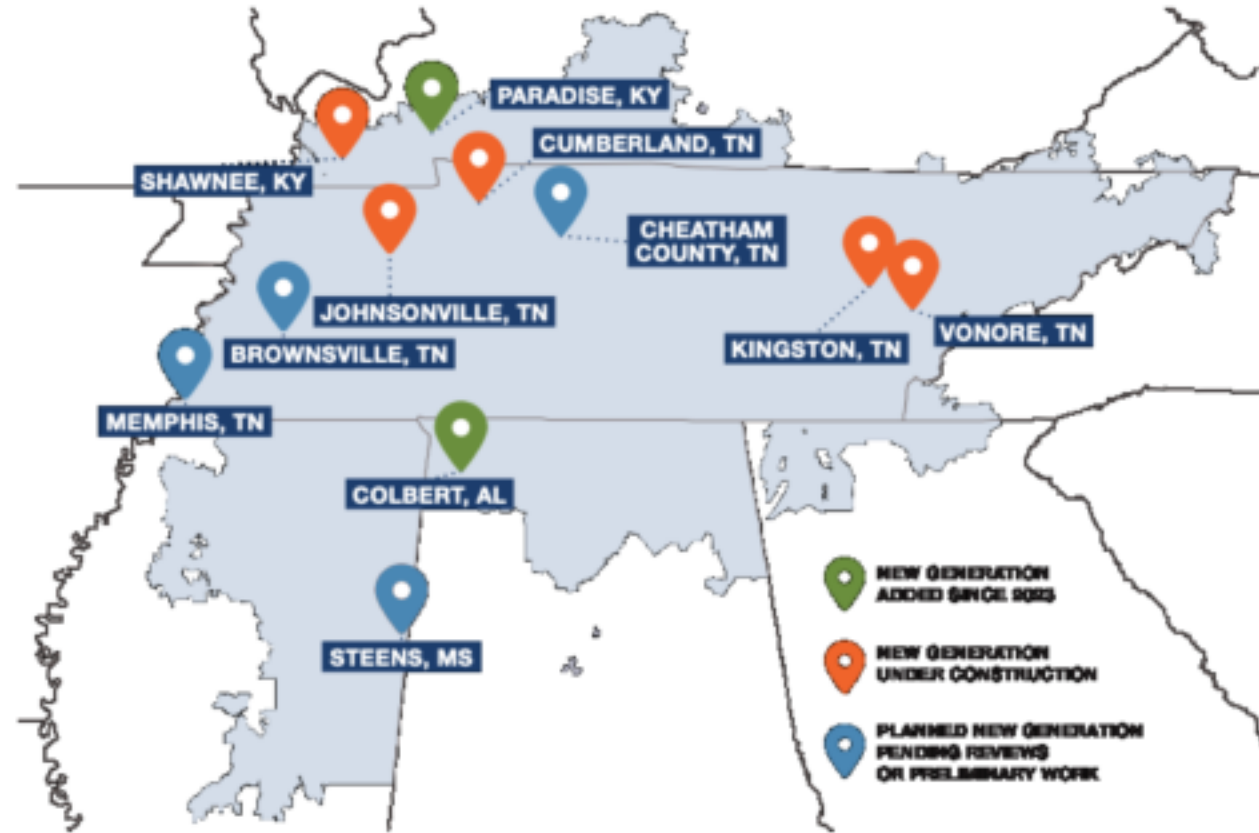 PARADISE, KY
CUMBERLAND, TN
SHAWNEE, KY
CHEATHAM
COUNTY, TN
JOHNSONVILLE, TN
VONORE, TN
KINGSTON, TN
BROWNSVILLE, TN
MEMPHIS, TN
COLBERT, AL
STEENS, MS
NEW GENERATION
ADDED SINCE 2023
NEW GENERATION
UNDER CONSTRUCTION
PLANNED NEW GENERATION
PENDING REVIEWS
OR PRELIMINARY WORK